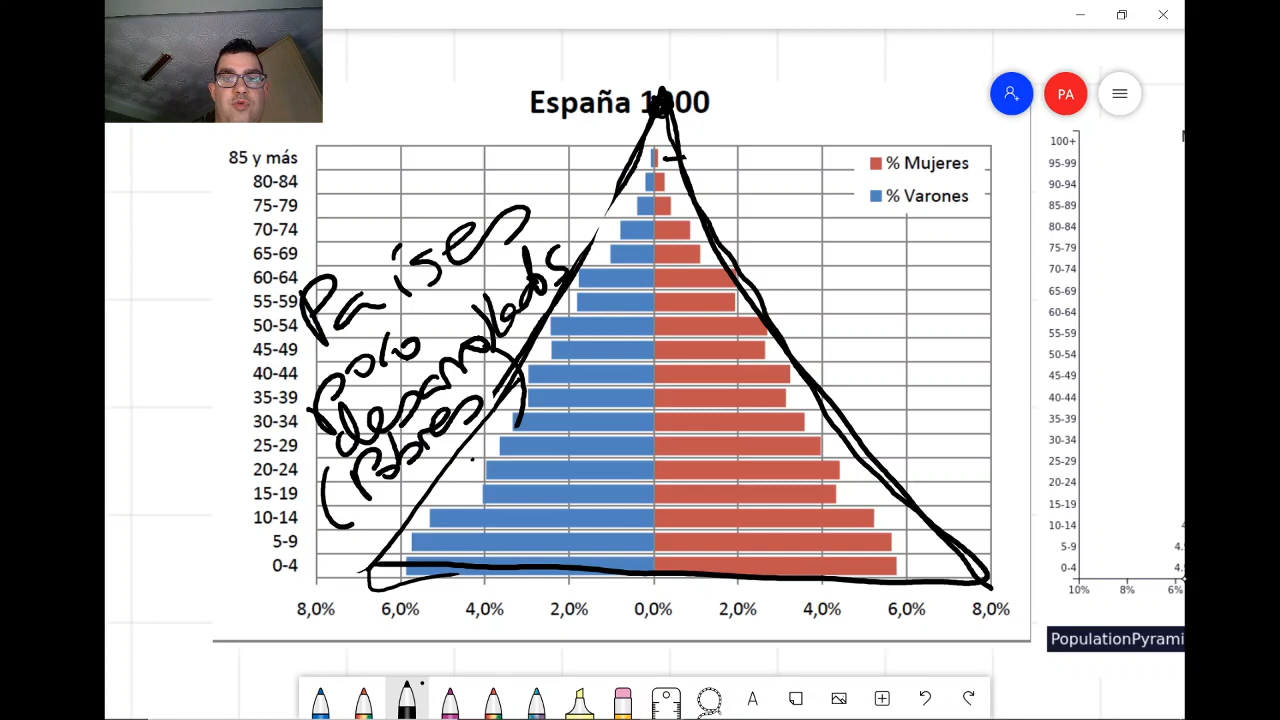 España 1900
% Mujeres
% Varones
85 y más
80-84
75-79
70-74
65-69
60-64
55-59
50-54
45-49
40-44
35-39
30-34
25-29
20-24
15-19
10-14
5-9
0-4
8,0% 6,0% 4,0% 2,0% 0,0% 2,0% 4,0% 6,0% 8,0%
Paises
Poco
desarrollados
(Pobres)
PA
100+
95-99
90-94
85-89
80-84
75-79
70-74
65-69
60-64
55-59
50-54
45-49
40-44
35-39
30-34
25-29
20-24
15-19
10-14
5-9
0-4
10% 8% 6%
PopulationPyrami
A